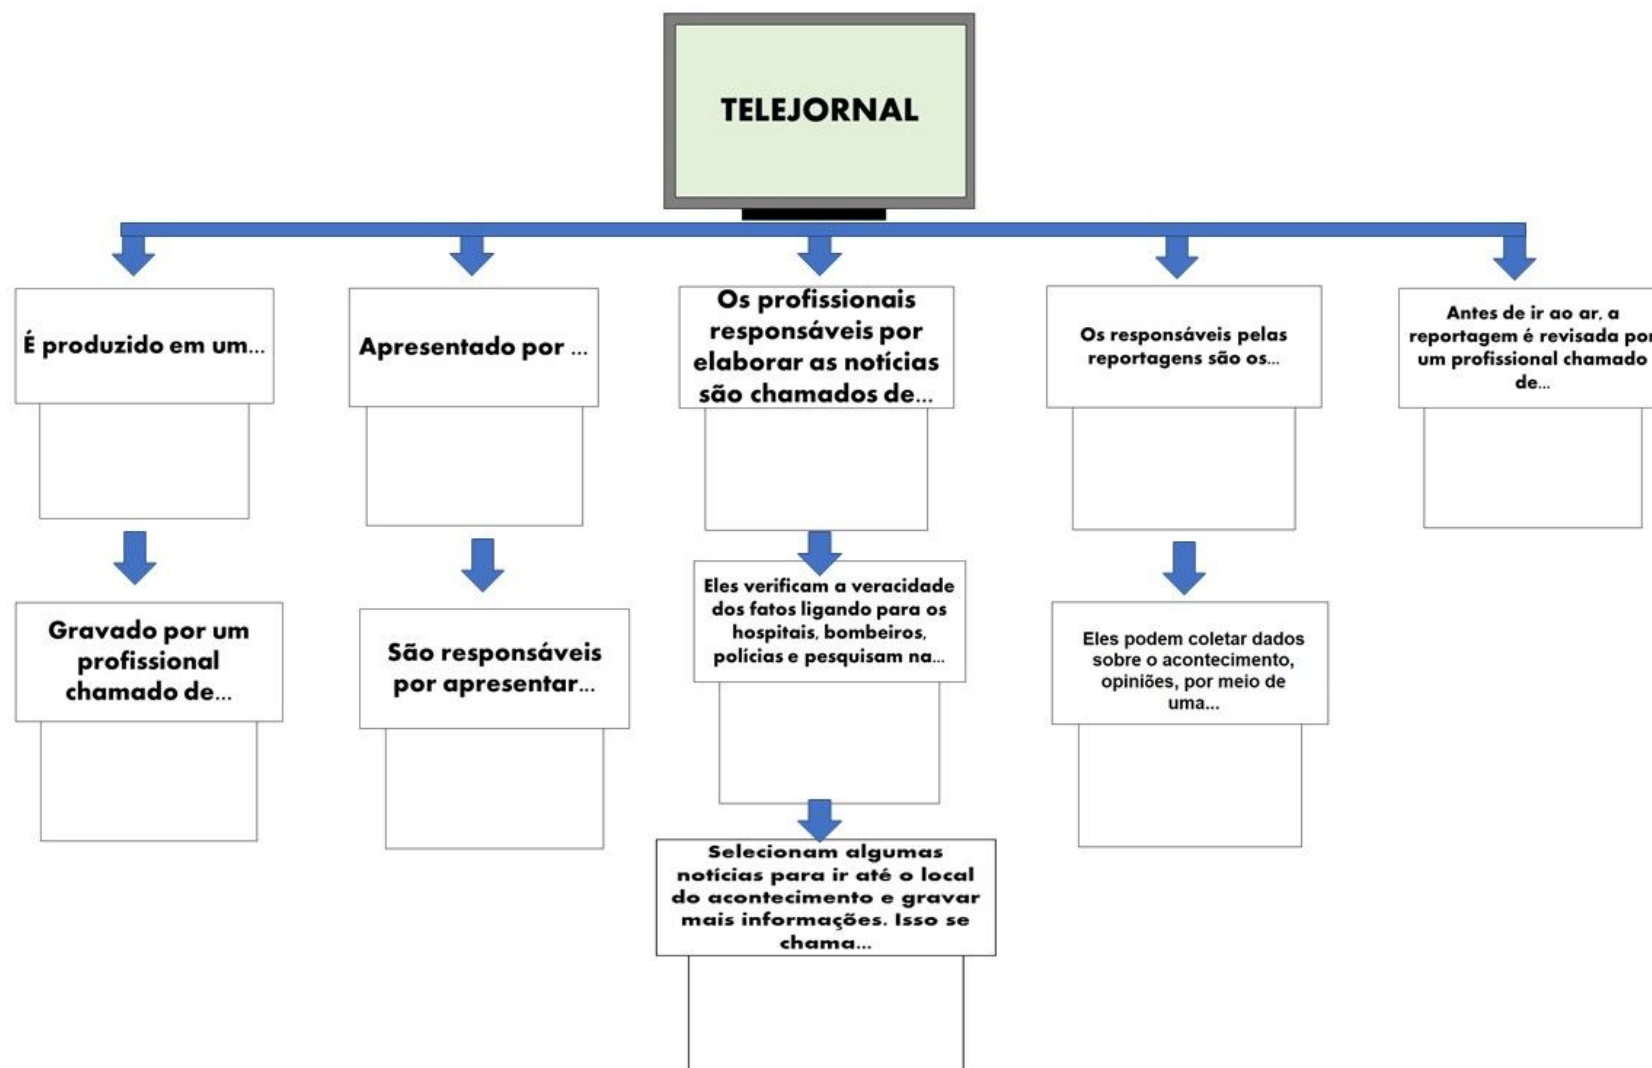 TELEJORNAL
É produzido em um...
Apresentado por ...
Os profissionais
responsáveis por
elaborar as notícias
são chamados de...
Os responsáveis pelas
reportagens são os...
Antes de ir ao ar, a
reportagem é revisada por
um profissional chamado
de...
Gravado por um
profissional
chamado de...
São responsáveis
por apresentar...
Eles verificam a veracidade
dos fatos ligando para os
hospitais, bombeiros,
polícias e pesquisam na...
Eles podem coletar dados
sobre o acontecimento,
opiniões, por meio de
uma...
Selecionam algumas
notícias para ir até o local
do acontecimento e gravar
mais informações. Isso se
chama...